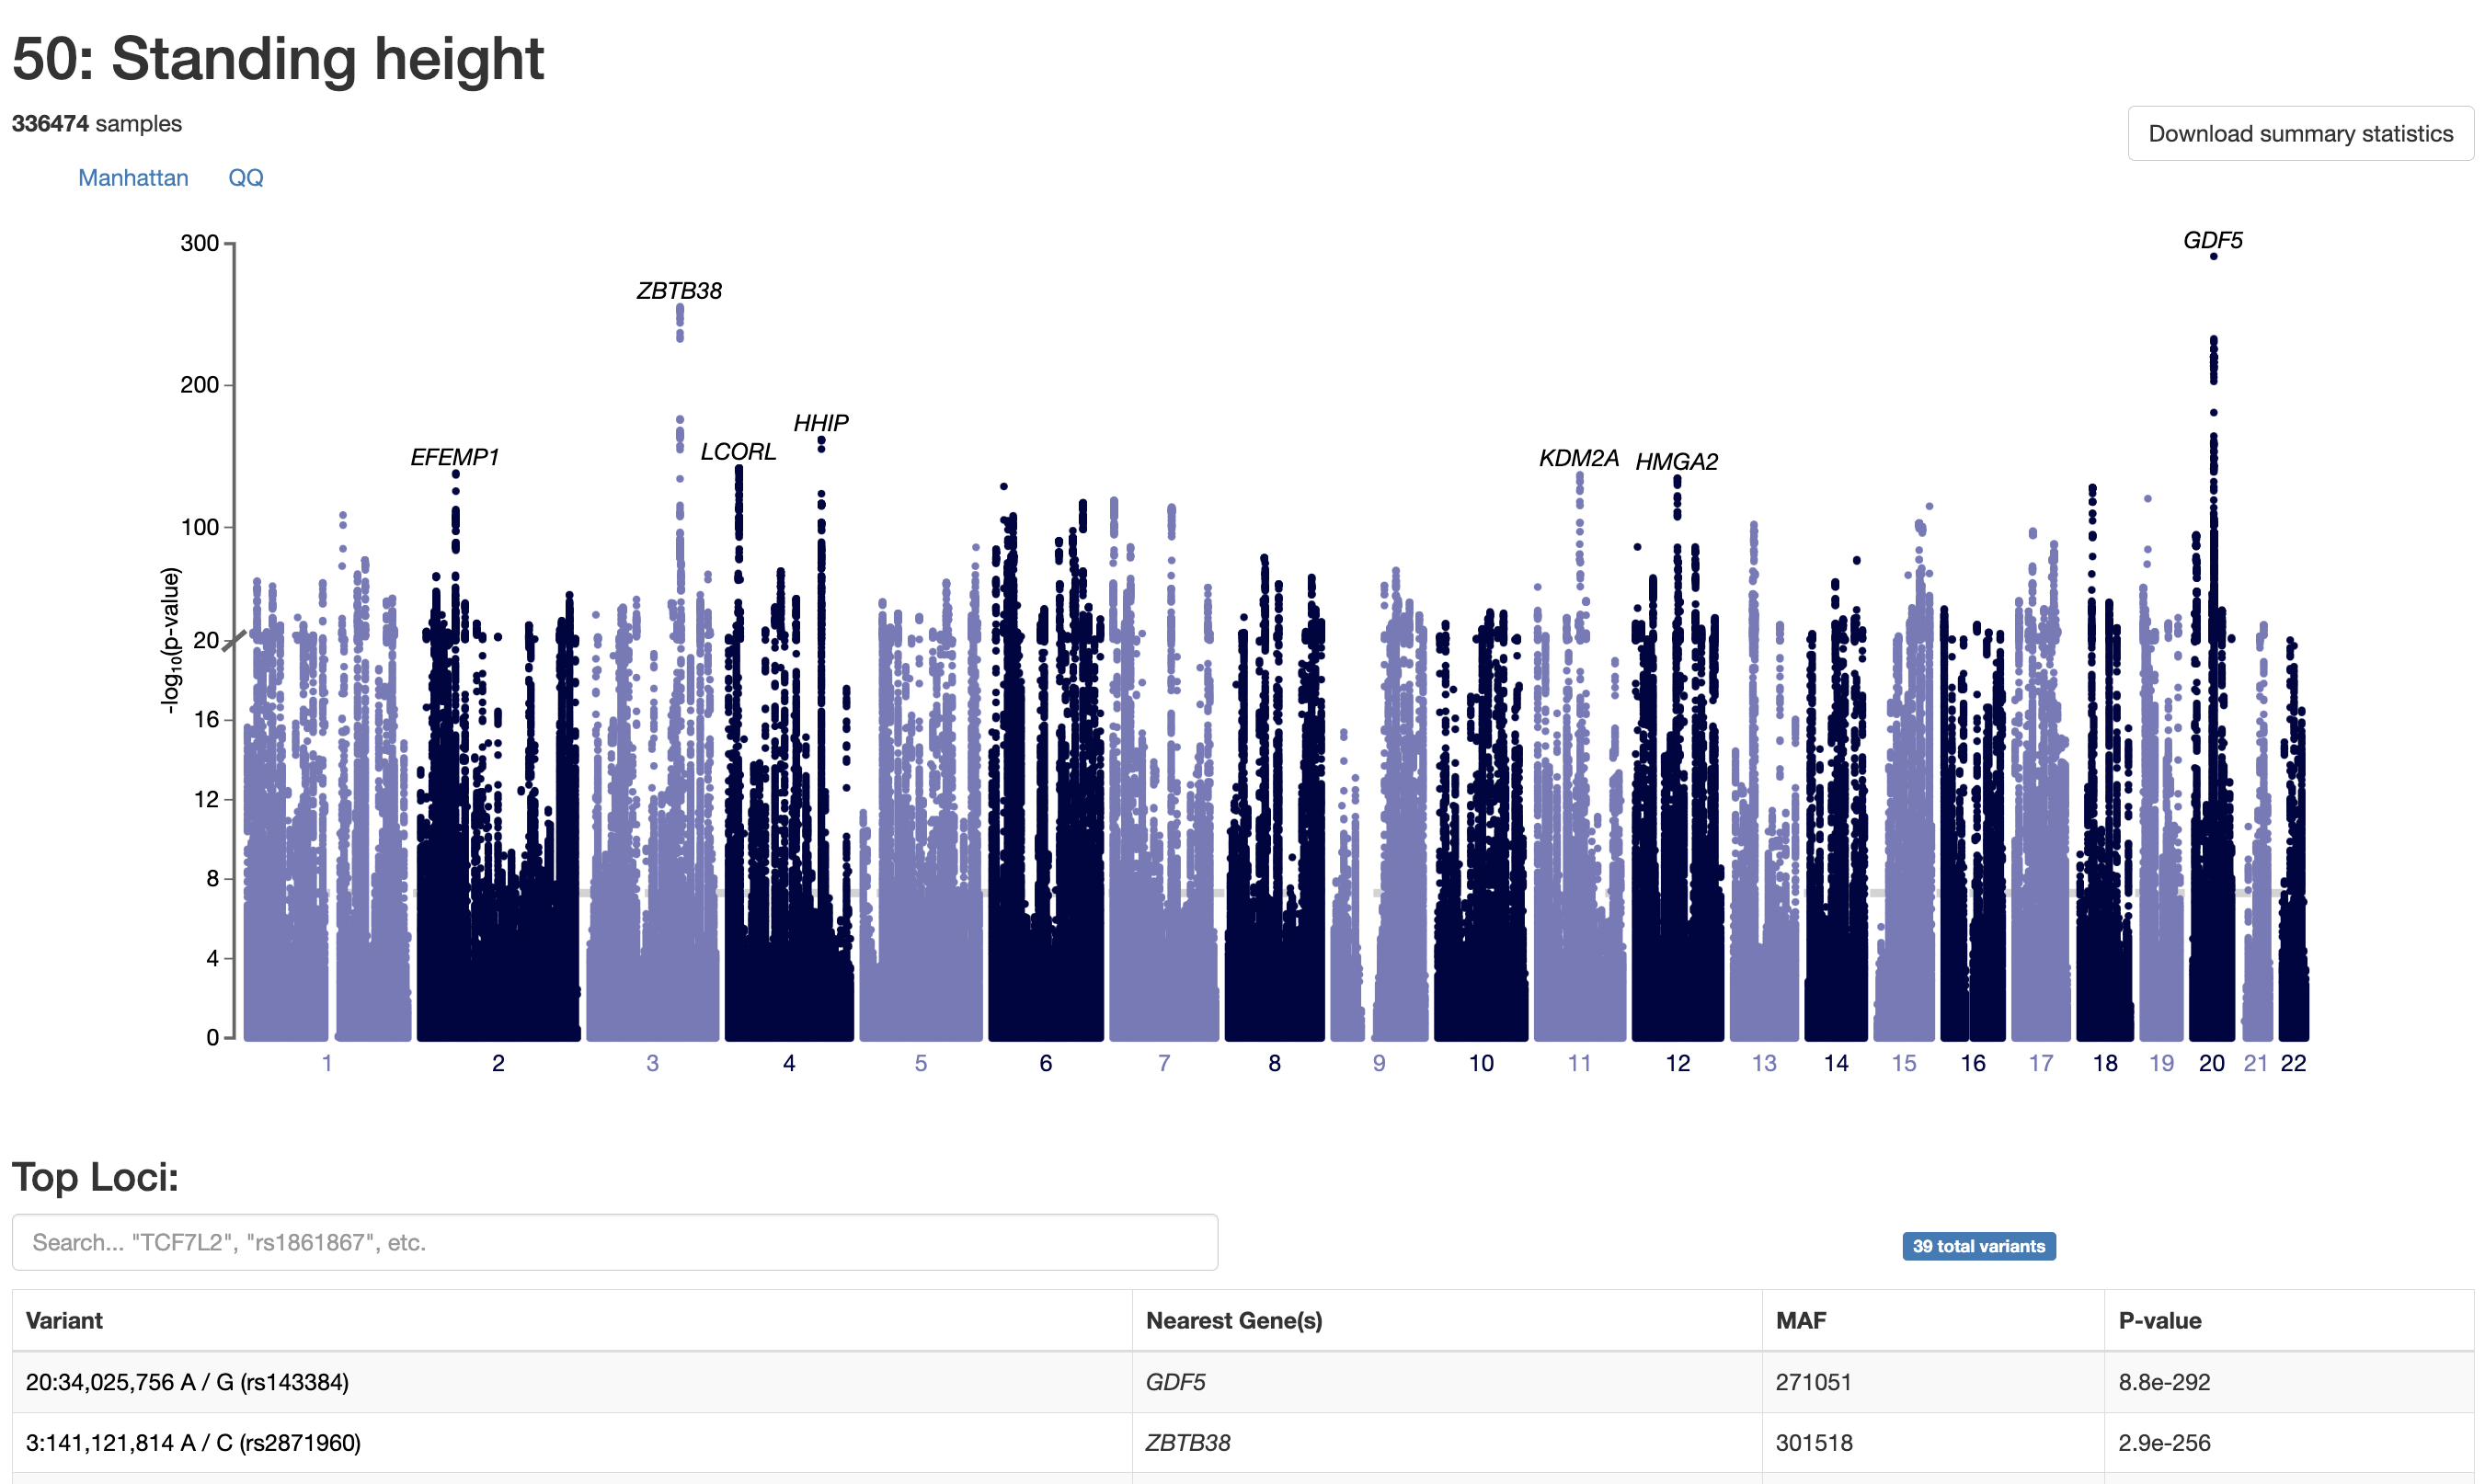 50: Standing height
336474 samples
Download summary statistics
Manhattan QQ
300
200
100
20
16
12
8
4
0
-log10(p-value)
GDF5
ZBTB38
HHIP
LCORL
EFEMP1
KDM2A HMGA2
1 2 3 4 5 6 7 8 9 10 11 12 13 14 15 16 17 18 19 20 21 22
Top Loci:
Search... "TCF7L2", "rs1861867", etc.
39 total variants
Variant Nearest Gene(s) MAF P-value
20:34,025,756 A / G (rs143384) GDF5 271051 8.8e-292
3:141,121,814 A / C (rs2871960) ZBTB38 301518 2.9e-256